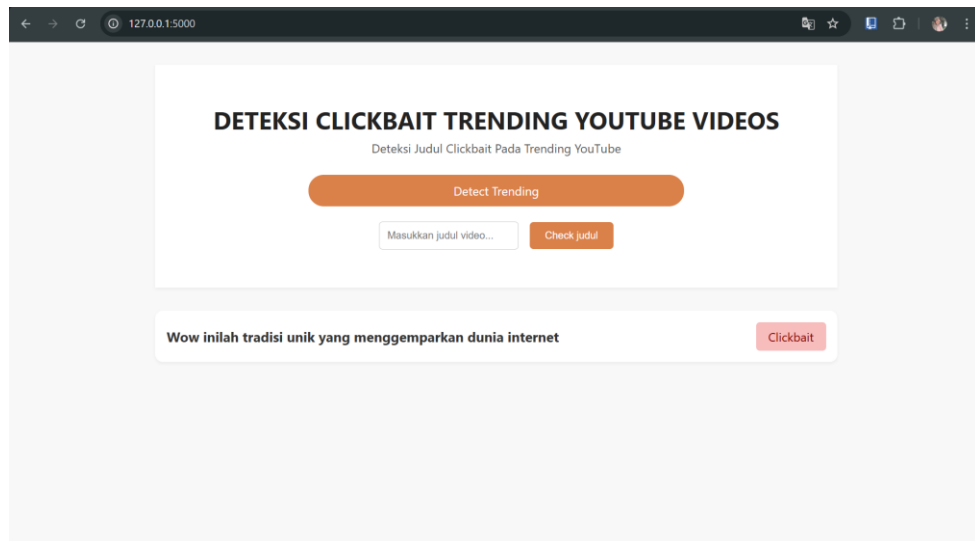 127.0.0.1:5000
DETEKSI CLICKBAIT TRENDING YOUTUBE VIDEOS
Deteksi Judul Clickbait Pada Trending YouTube
Detect Trending
Masukkan judul video... Check judul
Wow inilah tradisi unik yang menggemparkan dunia internet Clickbait